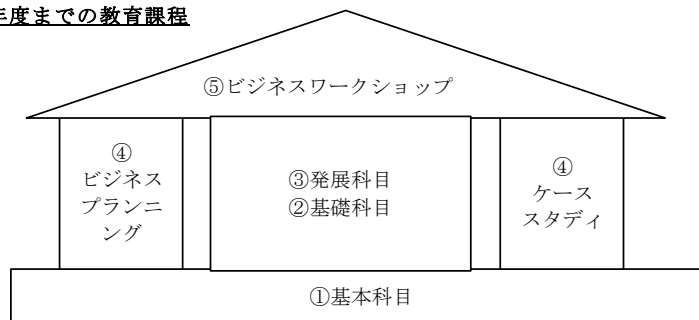 年度までの教育課程
⑤ビジネスワークショップ
④
ビジネス
プランニ
ング
③発展科目
②基礎科目
④
ケース
スタディ
①基本科目